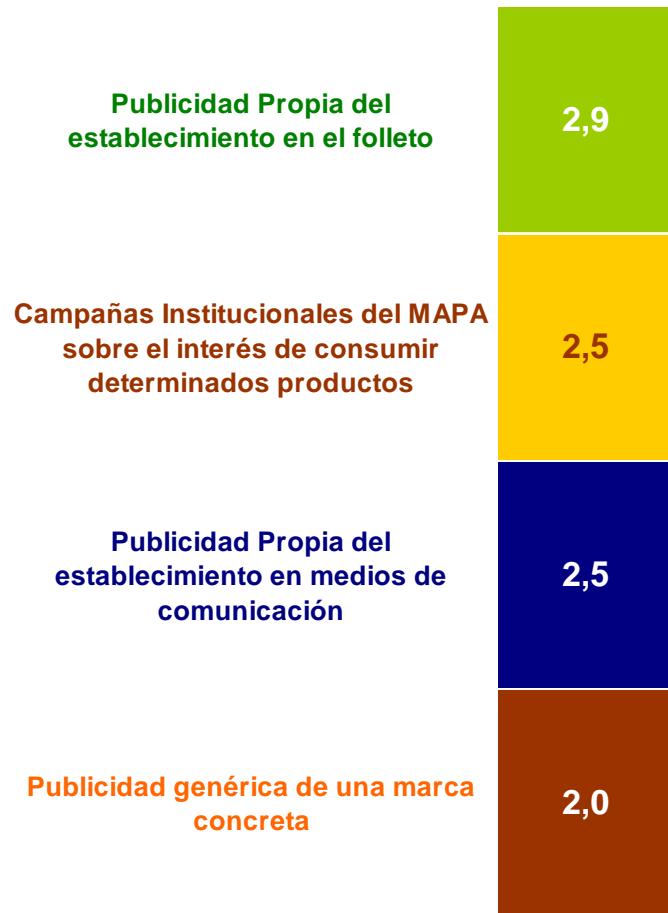 Publicidad Propia del
establecimiento en el folleto
2,9
Campañas Institucionales del MAPA
sobre el interés de consumir
determinados productos
2,5
Publicidad Propia del
establecimiento en medios de
comunicación
2,5
Publicidad genérica de una marca
concreta
2,0